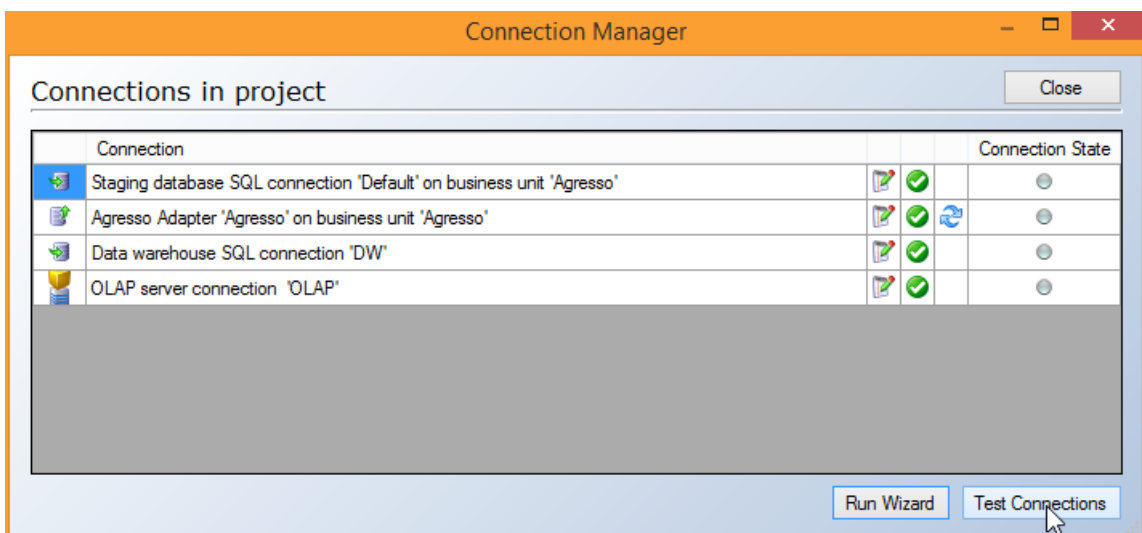 Connection Manager
Connections in project
Close
Connection
Connection State
Staging database SQL connection 'Default' on business unit 'Agresso'
Agresso Adapter 'Agresso' on business unit 'Agresso'
Data warehouse SQL connection 'DW'
OLAP server connection 'OLAP'
Run Wizard
Test Connections